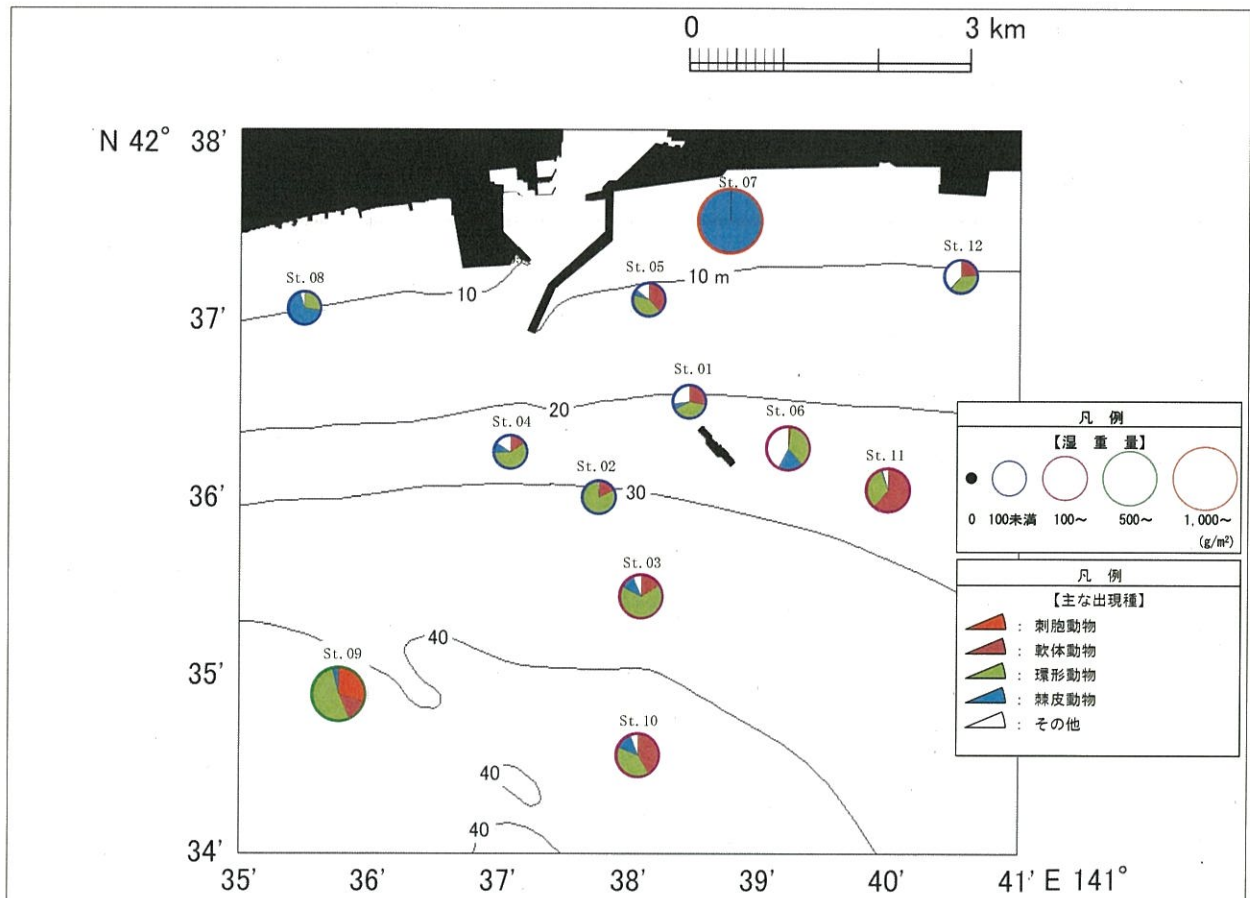 0 3 km
N 42° 38'
St. 07
St. 12
St. 08
St. 05
10 m
10
37'
St. 01
20
St. 06
St. 04
St. 11
St. 02
36'
30
St. 03
40
35'
St. 09
St. 10
40
40
34'
35' 36' 37' 38' 39' 40' 41' E 141°
凡 例
【湿 重 量】
0 100未満 100～ 500～ 1,000～
(g/m²)
凡 例
【主な出現種】
: 刺胞動物
: 軟体動物
: 環形動物
: 棘皮動物
: その他